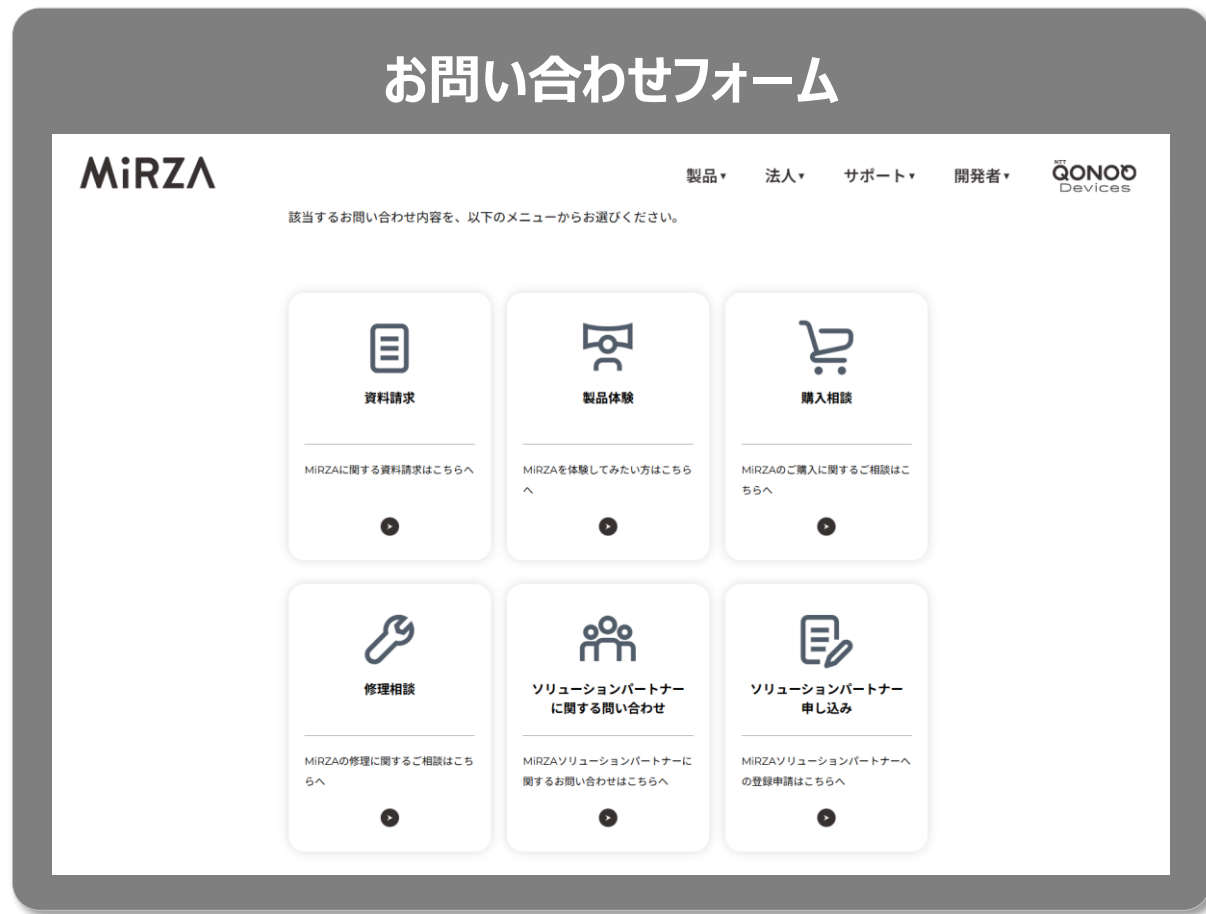 お問い合わせフォーム
MiRZA
製品▼ 法人▼ サポート▼ 開発者▼
NTT
QONOQ
Devices
該当するお問い合わせ内容を、以下のメニューからお選びください。
資料請求
MiRZAに関する資料請求はこちらへ
製品体験
MiRZAを体験してみたい方はこちら
へ
購入相談
MiRZAのご購入に関するご相談はこ
ちらへ
修理相談
MiRZAの修理に関するご相談はこち
らへ
ソリューションパートナー
に関する問い合わせ
MiRZAソリューションパートナーに
関するお問い合わせはこちらへ
ソリューションパートナー
申し込み
MiRZAソリューションパートナーへ
の登録申請はこちらへ